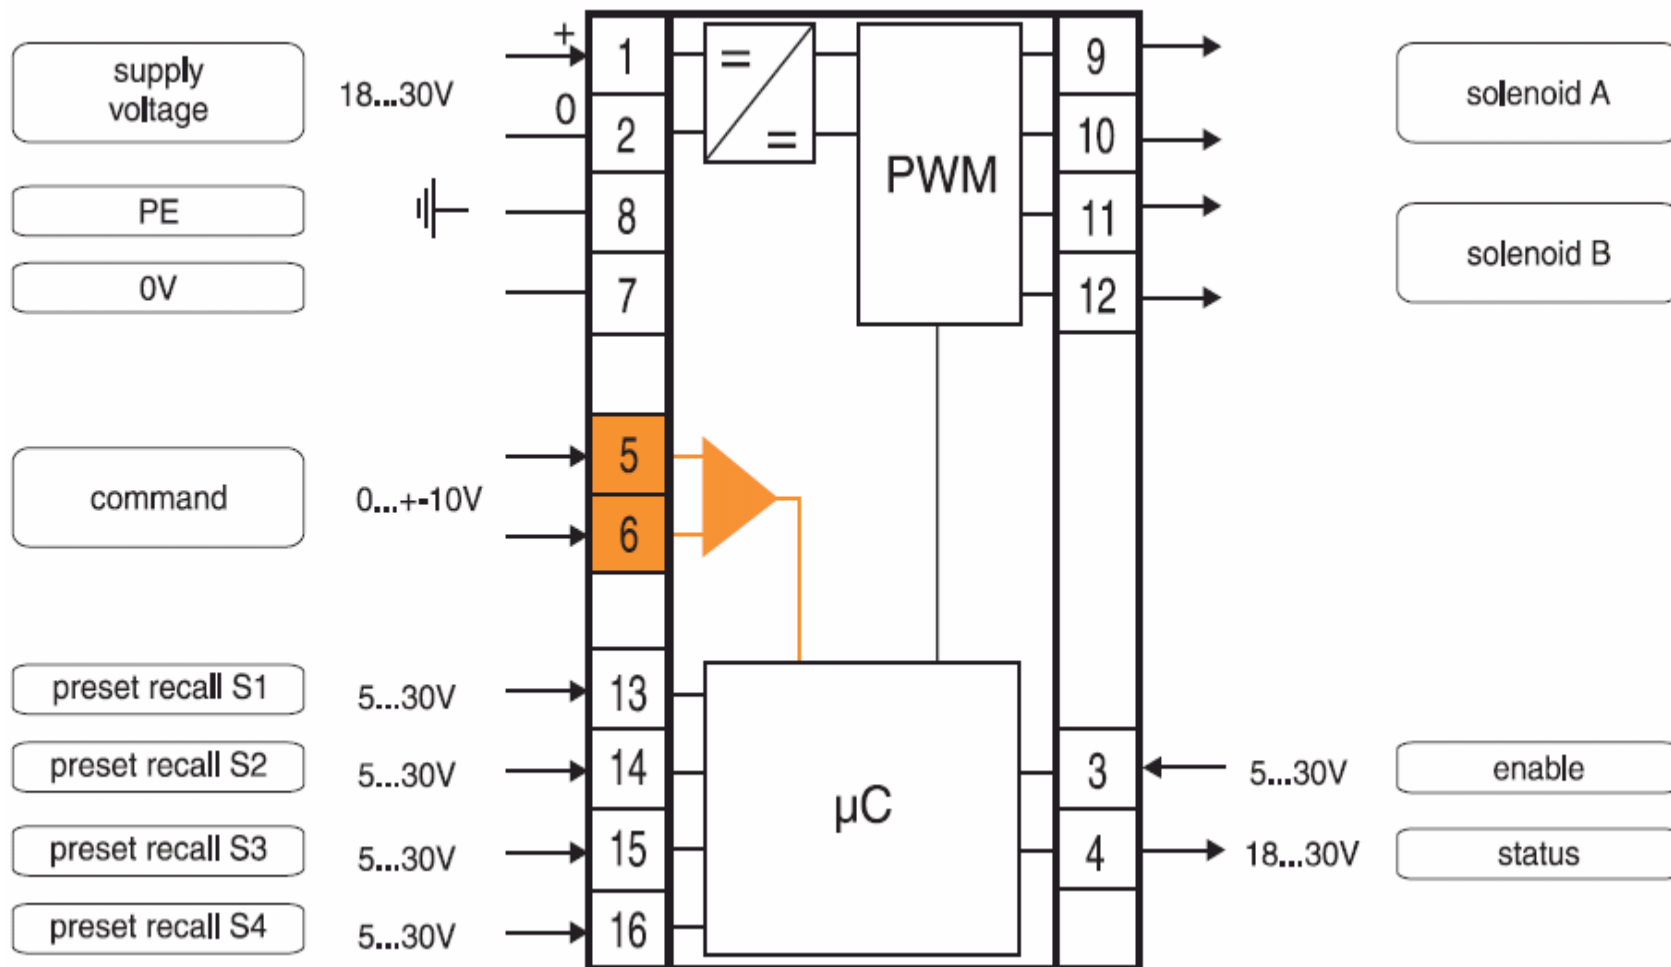 supply
voltage
18...30V
+
0
1
2
PE
8
0V
7
command
0...+-10V
5
6
preset recall S1
5...30V
13
preset recall S2
5...30V
14
preset recall S3
5...30V
15
preset recall S4
5...30V
16
=
=
PWM
µC
9
10
11
12
solenoid A
solenoid B
3
5...30V
enable
4
18...30V
status